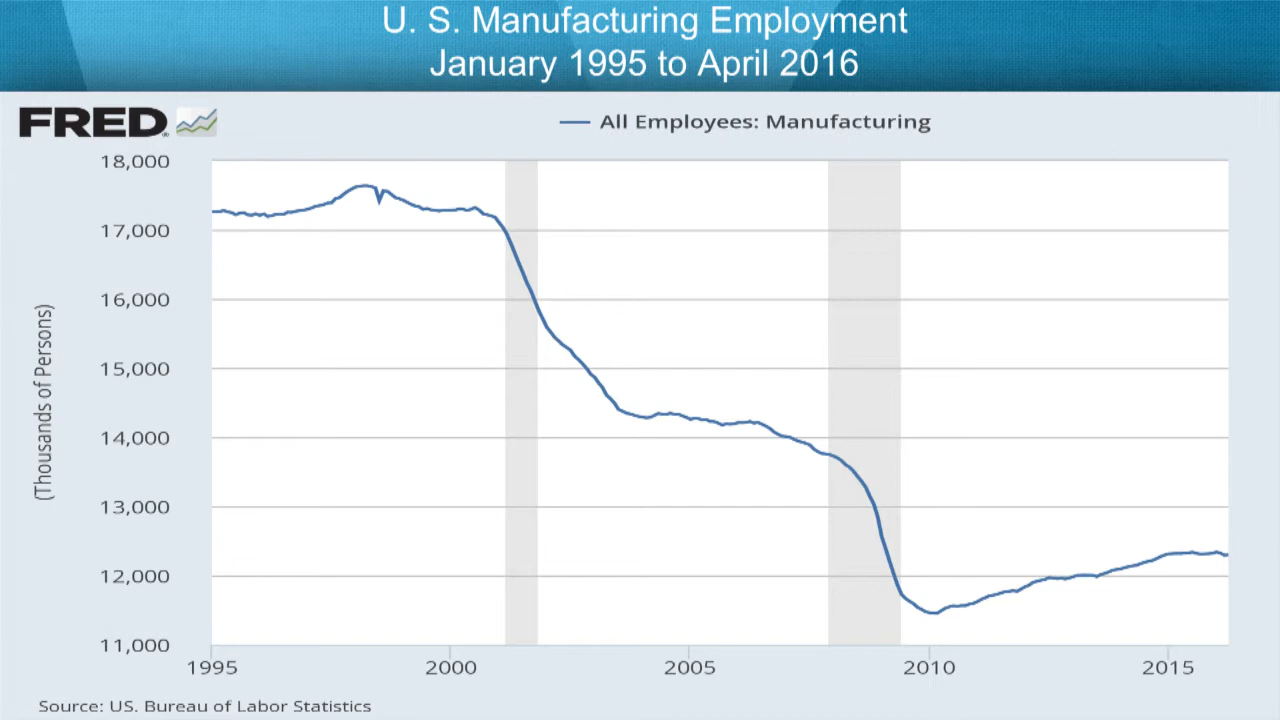 U. S. Manufacturing Employment
January 1995 to April 2016
FRED
All Employees: Manufacturing
(Thousands of Persons)
18,000
17,000
16,000
15,000
14,000
13,000
12,000
11,000
1995 2000 2005 2010 2015
Source: US. Bureau of Labor Statistics